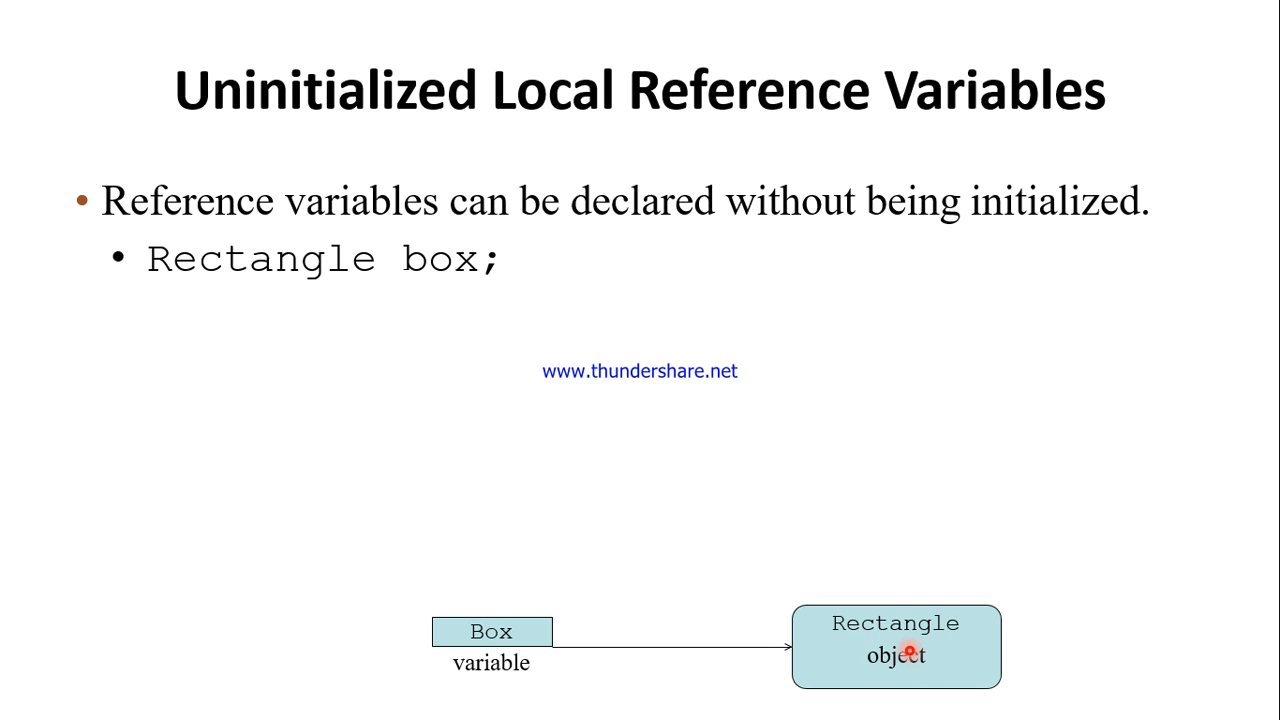 Uninitialized Local Reference Variables
• Reference variables can be declared without being initialized.
• Rectangle box;
www.thundershare.net
Box
variable
Rectangle
object